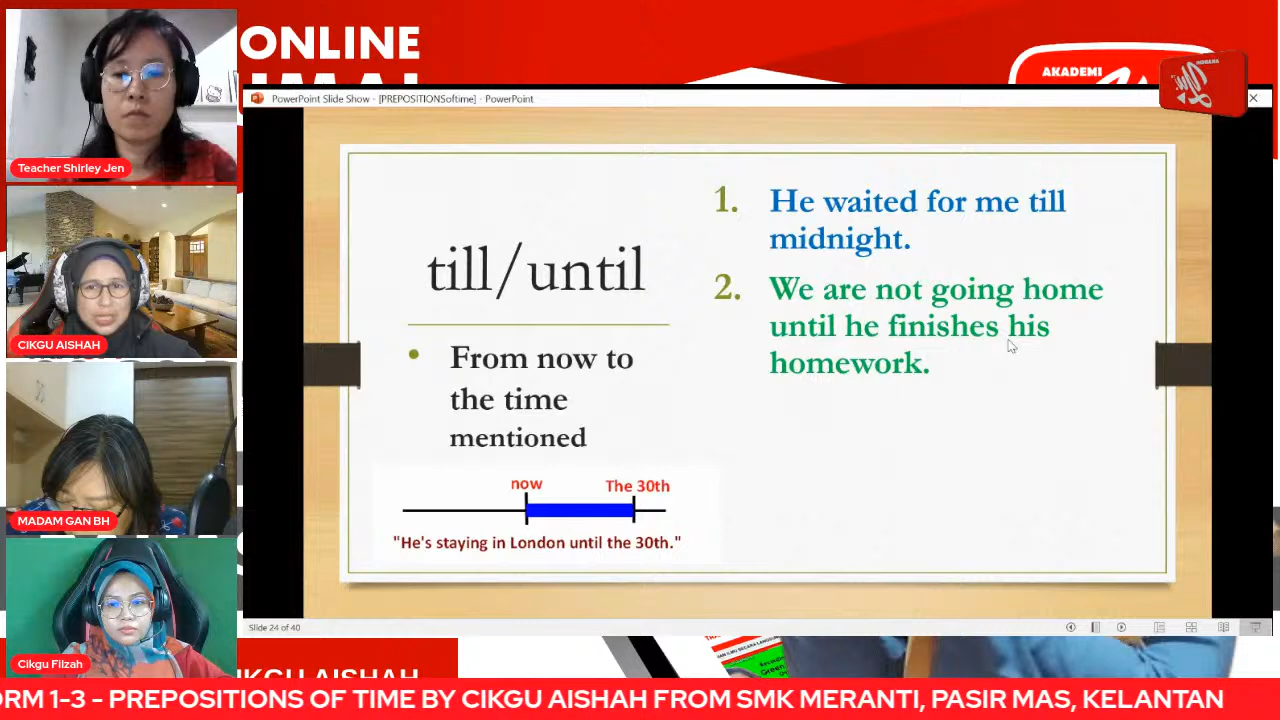 ONLINE
AKADEMI
PowerPoint Slide Show - [PREPOSITIONSoftime] - PowerPoint
Teacher Shirley Jen
CIKGU AISHAH
MADAM GAN BH
Cikgu Filzah
till/until
From now to
the time
mentioned
now The 30th
"He's staying in London until the 30th."
1. He waited for me till
midnight.
2. We are not going home
until he finishes his
homework.
Slide 24 of 40
ORM 1-3 - PREPOSITIONS OF TIME BY CIKGU AISHAH FROM SMK MERANTI, PASIR MAS, KELANTAN